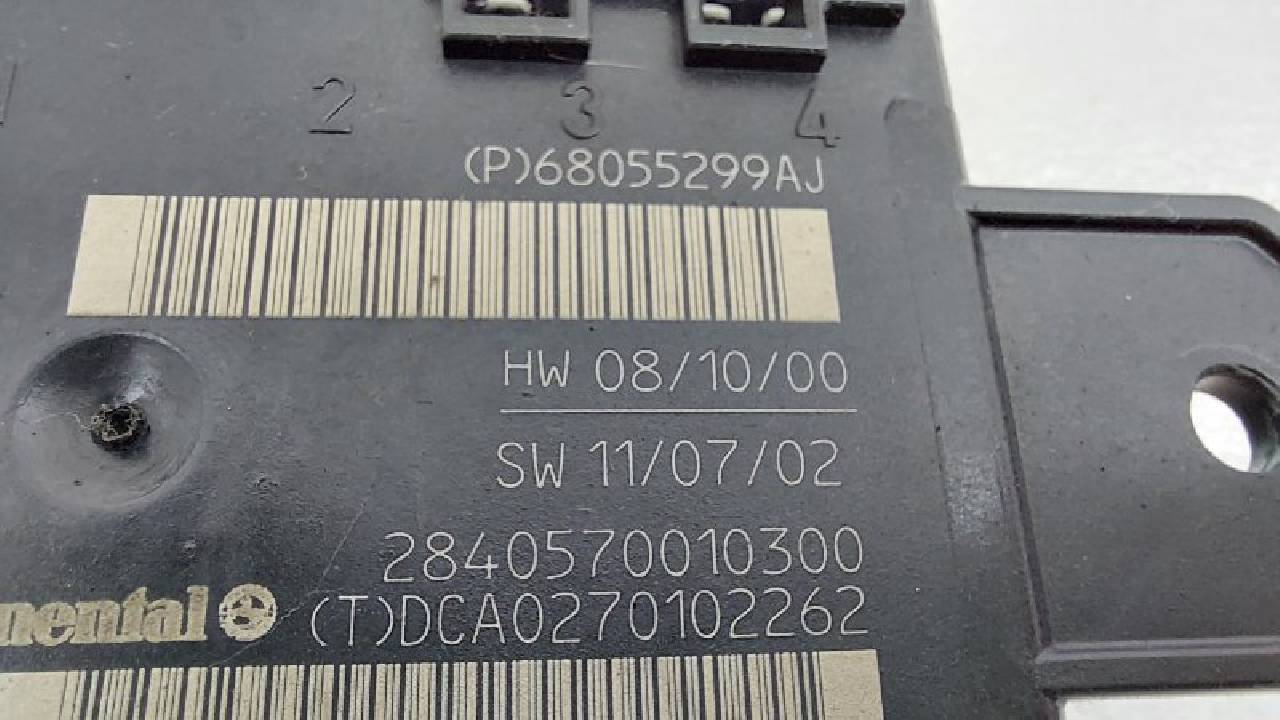 2 3 4
(P)68055299AJ
HW 08/10/00
SW 11/07/02
2840570010300
(T)DCA0270102262